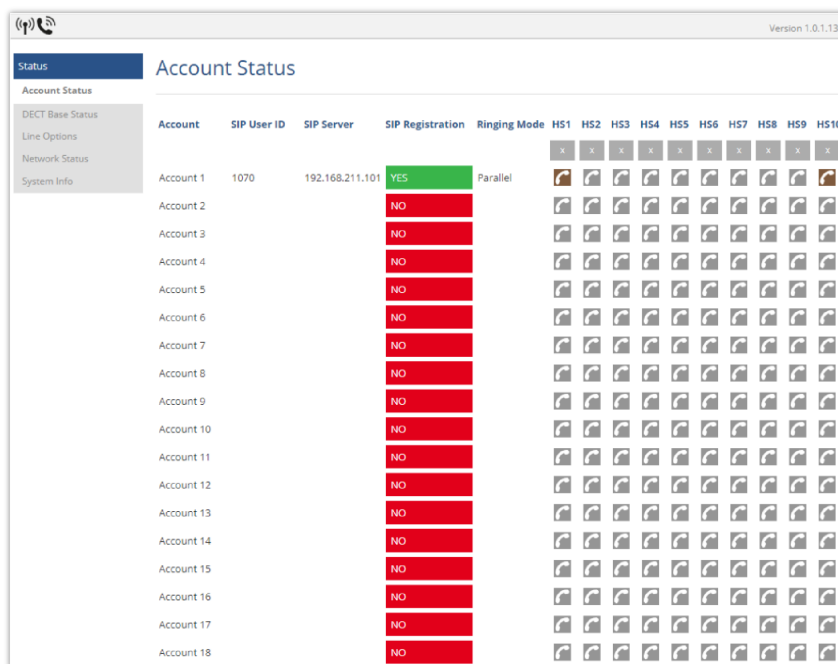 Version 1.0.1.13
Status
Account Status
Account Status
DECT Base Status
Line Options
Network Status
System Info
Account SIP User ID SIP Server SIP Registration Ringing Mode HS1 HS2 HS3 HS4 HS5 HS6 HS7 HS8 HS9 HS10
x x x x x x x x x x
Account 1 1070 192.168.211.101 YES Parallel
Account 2 NO
Account 3 NO
Account 4 NO
Account 5 NO
Account 6 NO
Account 7 NO
Account 8 NO
Account 9 NO
Account 10 NO
Account 11 NO
Account 12 NO
Account 13 NO
Account 14 NO
Account 15 NO
Account 16 NO
Account 17 NO
Account 18 NO